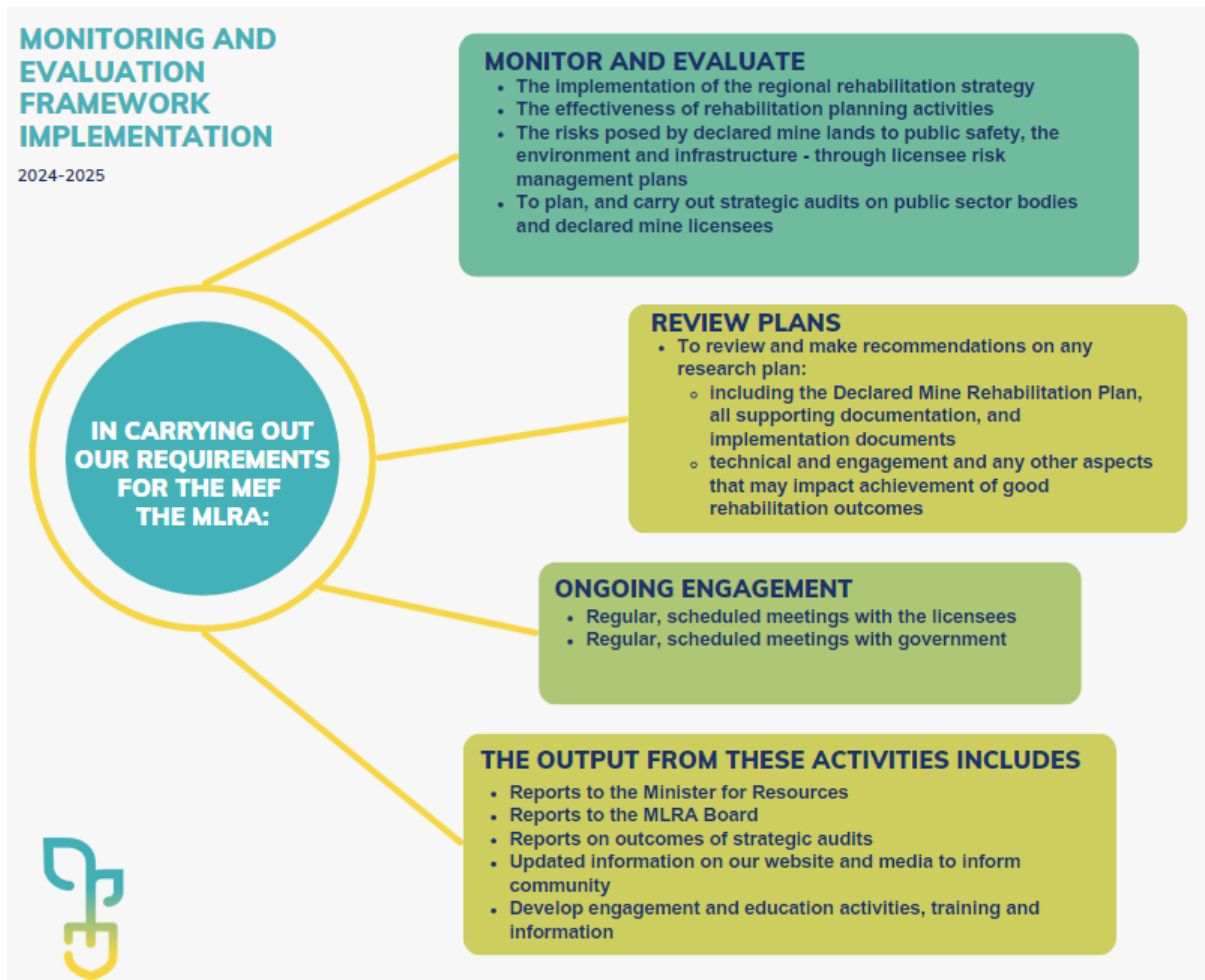 MONITORING AND
EVALUATION
FRAMEWORK
IMPLEMENTATION
2024-2025
MONITOR AND EVALUATE
• The implementation of the regional rehabilitation strategy
• The effectiveness of rehabilitation planning activities
• The risks posed by declared mine lands to public safety, the
environment and infrastructure - through licensee risk
management plans
• To plan, and carry out strategic audits on public sector bodies
and declared mine licensees
REVIEW PLANS
• To review and make recommendations on any
research plan:
◦ including the Declared Mine Rehabilitation Plan,
all supporting documentation, and
implementation documents
◦ technical and engagement and any other aspects
that may impact achievement of good
rehabilitation outcomes
IN CARRYING OUT
OUR REQUIREMENTS
FOR THE MEF
THE MLRA:
ONGOING ENGAGEMENT
• Regular, scheduled meetings with the licensees
• Regular, scheduled meetings with government
THE OUTPUT FROM THESE ACTIVITIES INCLUDES
• Reports to the Minister for Resources
• Reports to the MLRA Board
• Reports on outcomes of strategic audits
• Updated information on our website and media to inform
community
• Develop engagement and education activities, training and
information